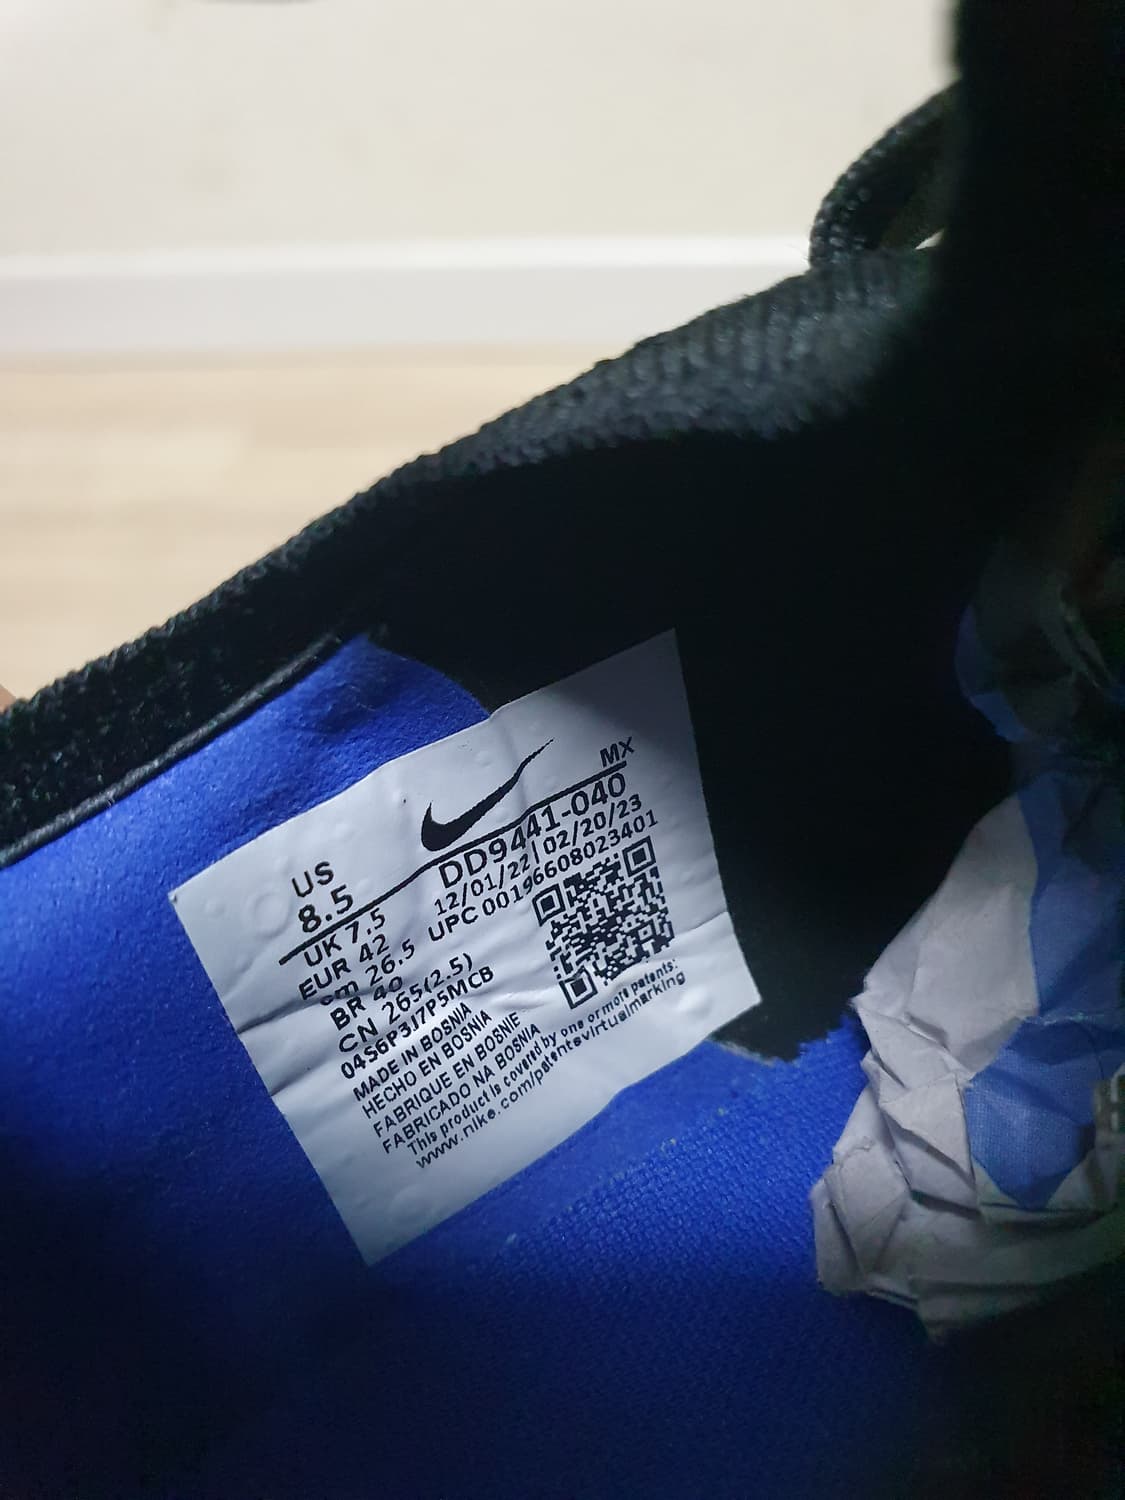 MX
US
8.5
DD9441-040
UK 7.5
12/01/22|02/20/23
EUR 42
UPC 00196608023401
cm 26.5
BR 40
CN 265(2.5)
04S6P3J7P5MCB
MADE IN BOSNIA
HECHO EN BOSNIA
FABRIQUE EN BOSNIE
FABRICADO NA BOSNIA
This product is covered by one or more patents:
www.nike.com/patentsvirtualmarking